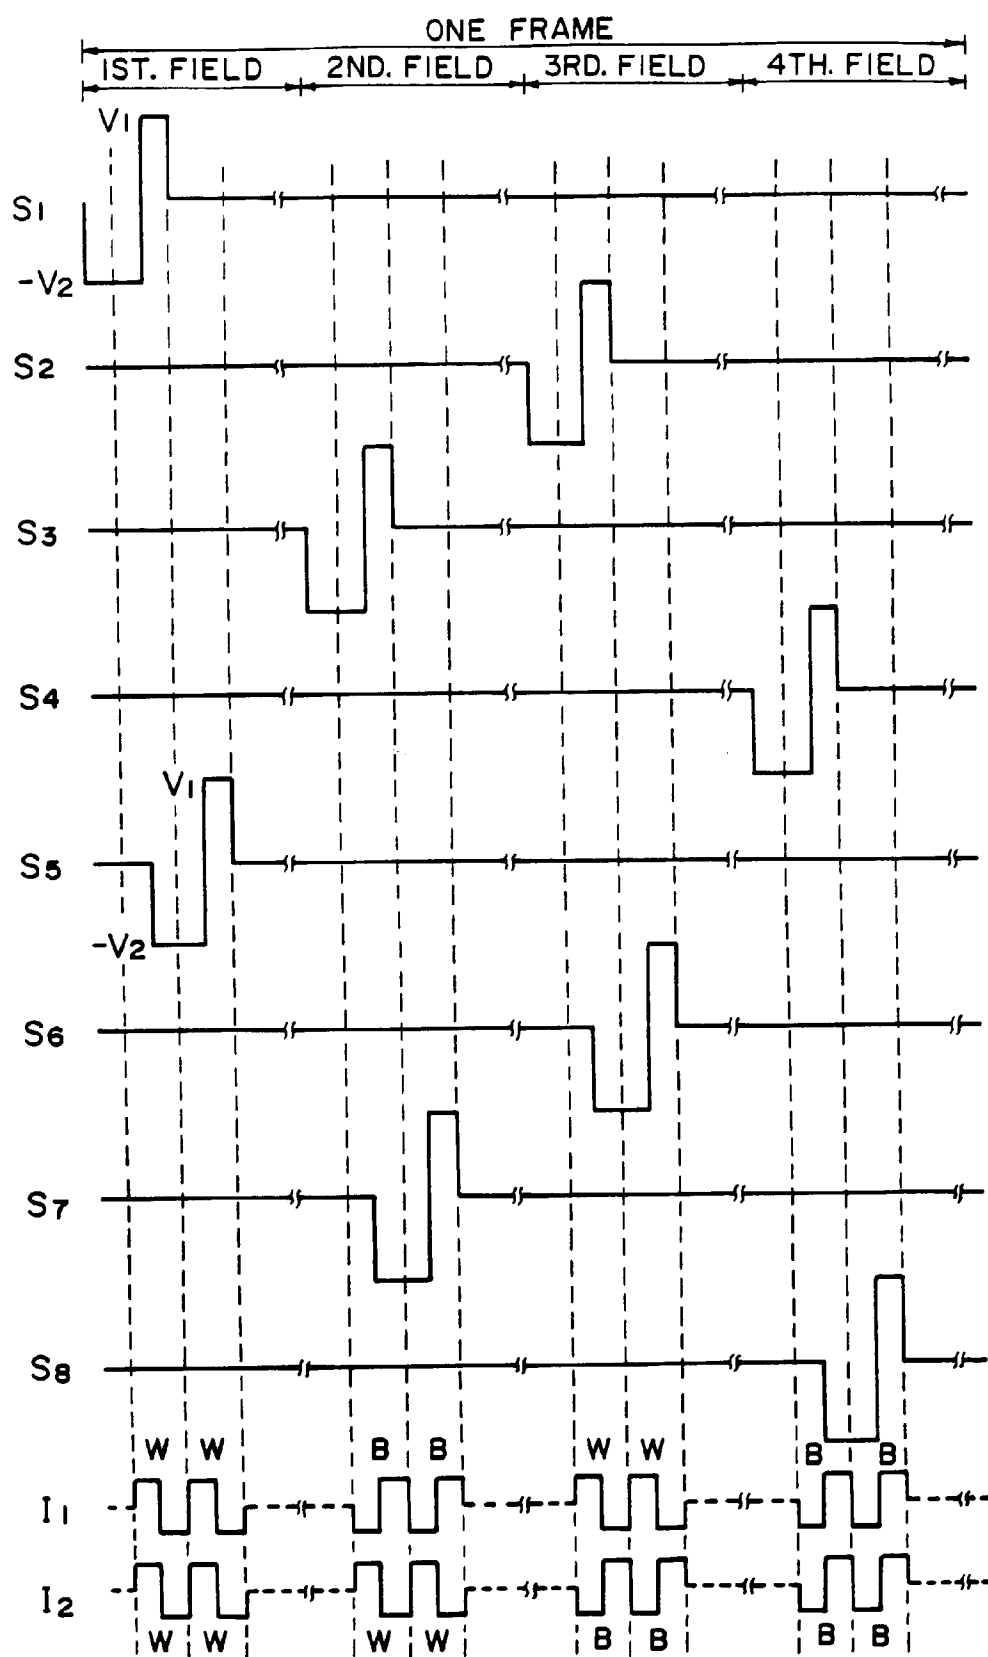 ONE FRAME
1ST. FIELD 2ND. FIELD 3RD. FIELD 4TH. FIELD
V1
S1
-V2
S2
S3
S4
V1
S5
-V2
S6
S7
S8
W W B B W W B B
I1
I2
W W W W B B B B